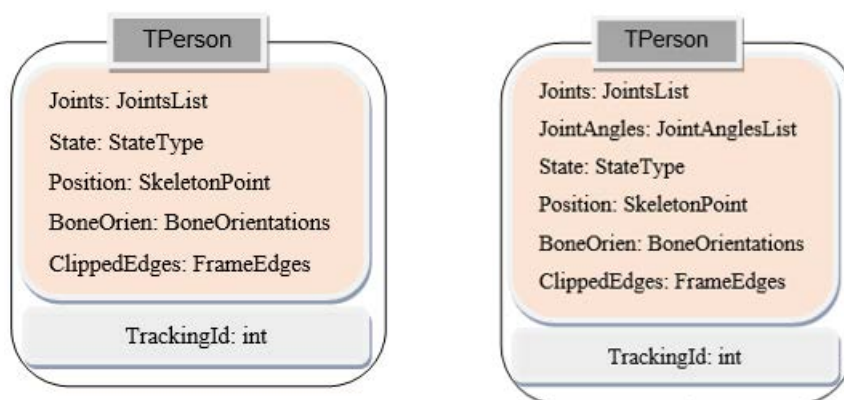 TPerson
Joints: JointsList
State: StateType
Position: SkeletonPoint
BoneOrien: BoneOrientations
ClippedEdges: FrameEdges
TrackingId: int
TPerson
Joints: JointsList
JointAngles: JointAnglesList
State: StateType
Position: SkeletonPoint
BoneOrien: BoneOrientations
ClippedEdges: FrameEdges
TrackingId: int